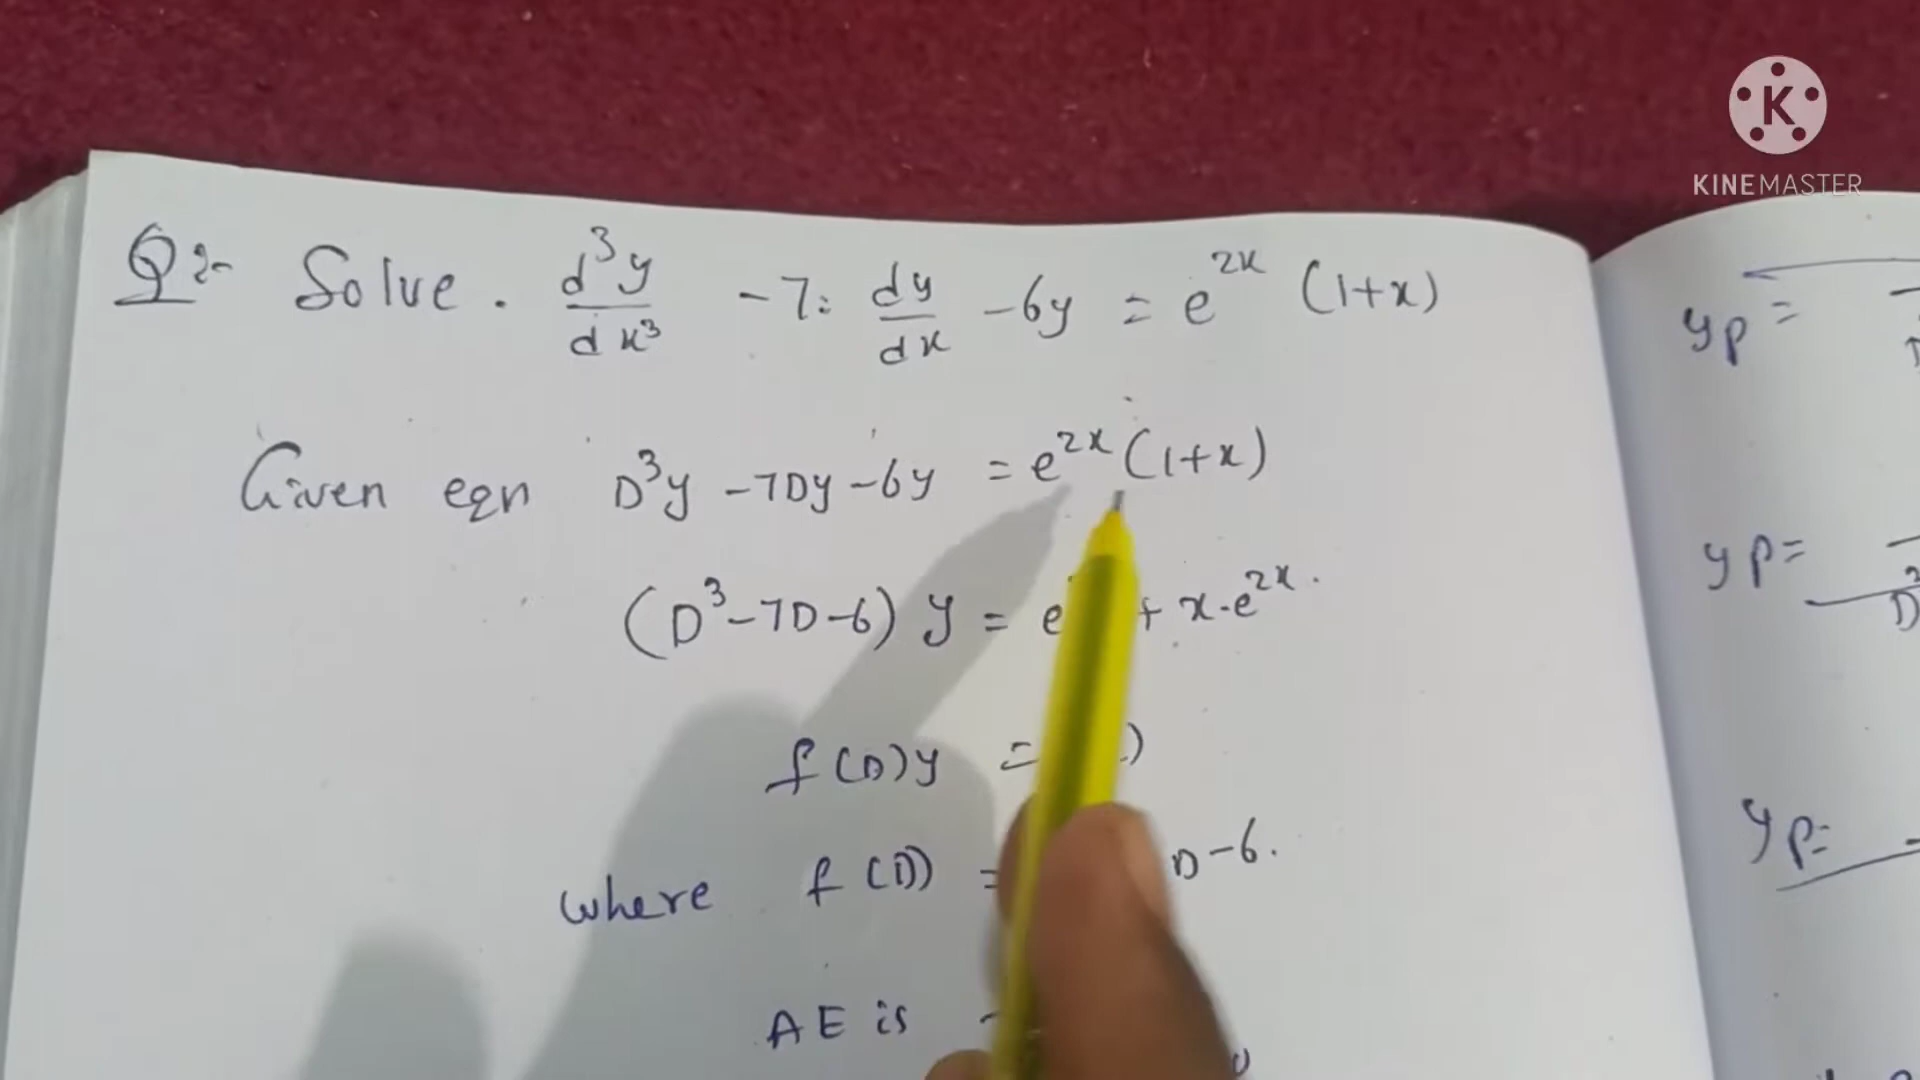 KINEMASTER
Q:- Solve. d³y/dx³ -7. dy/dx -6y = e^2x (1+x)
Given eqn D³y -7Dy -6y = e^2x (1+x)
(D³-7D-6) y = e + x.e^2x.
f(D)y = )
where f(D) = D-6.
AE is
yp =
yp =
yp =